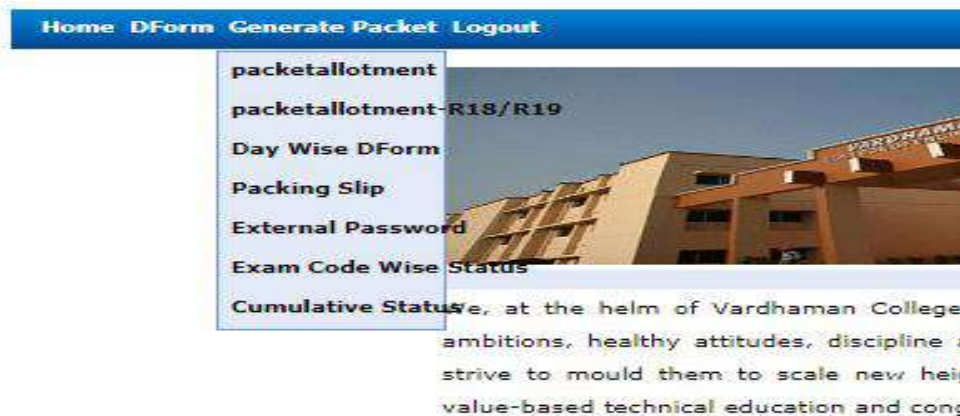 Home DForm Generate Packet Logout
packetallotment
packetallotment-R18/R19
Day Wise DForm
Packing Slip
External Password
Exam Code Wise Status
Cumulative Status
We, at the helm of Vardhaman College
ambitions, healthy attitudes, discipline
strive to mould them to scale new
value-based technical education and